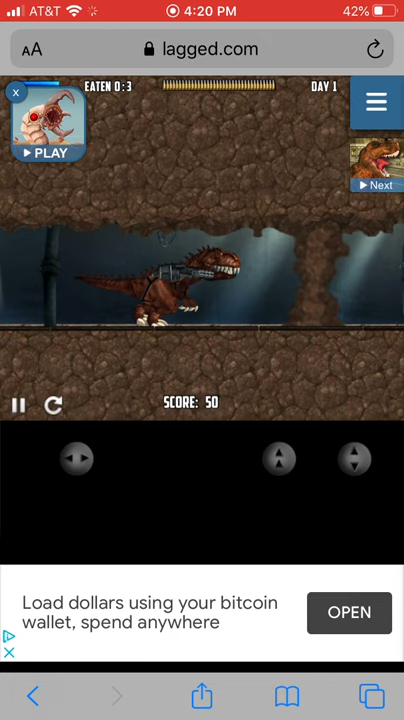 AT&T
4:20 PM
42%
AA
lagged.com
x
EATEN 0:3
DAY 1
PLAY
Next
SCORE: 50
Load dollars using your bitcoin
wallet, spend anywhere
OPEN